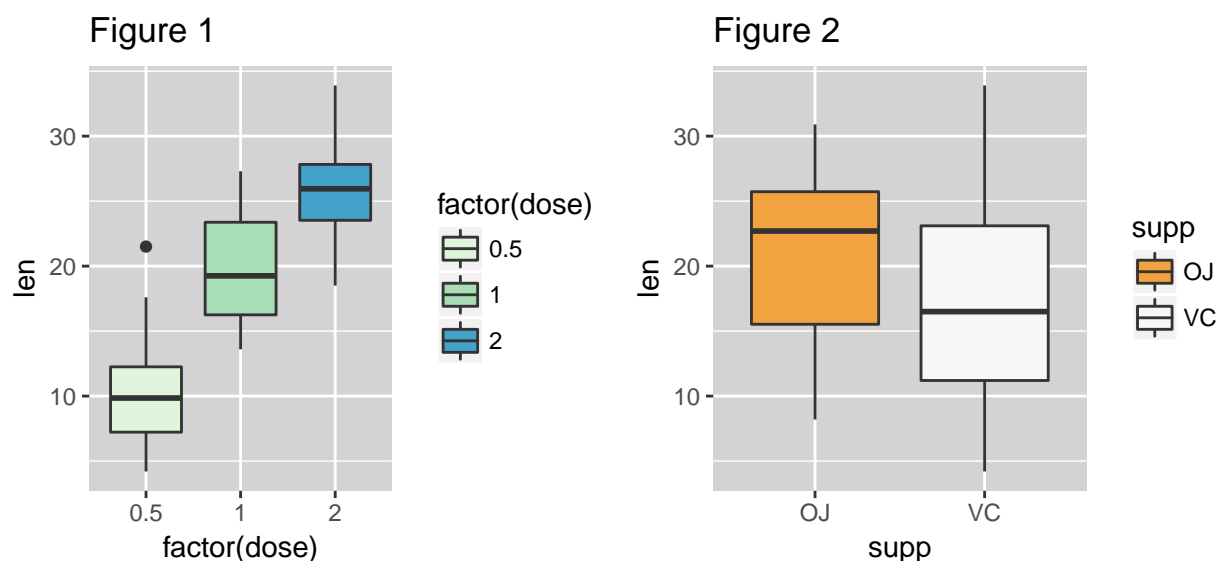 Figure 1
30
20
10
len
0.5
1
2
factor(dose)
factor(dose)
0.5
1
2
Figure 2
30
20
10
len
OJ
VC
supp
supp
OJ
VC